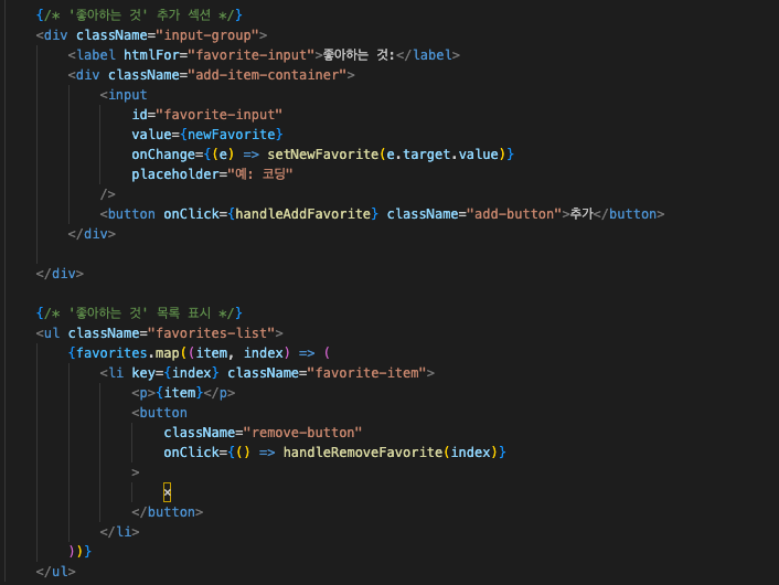 {/* '좋아하는 것' 추가 섹션 */}
<div className="input-group">
    <label htmlFor="favorite-input">좋아하는 것:</label>
    <div className="add-item-container">
        <input
            id="favorite-input"
            value={newFavorite}
            onChange={(e) => setNewFavorite(e.target.value)}
            placeholder="예: 코딩"
        />
        <button onClick={handleAddFavorite} className="add-button">추가</button>
    </div>

</div>

{/* '좋아하는 것' 목록 표시 */}
<ul className="favorites-list">
    {favorites.map((item, index) => (
        <li key={index} className="favorite-item">
            <p>{item}</p>
            <button
                className="remove-button"
                onClick={() => handleRemoveFavorite(index)}
            >
                ×
            </button>
        </li>
    ))}
</ul>